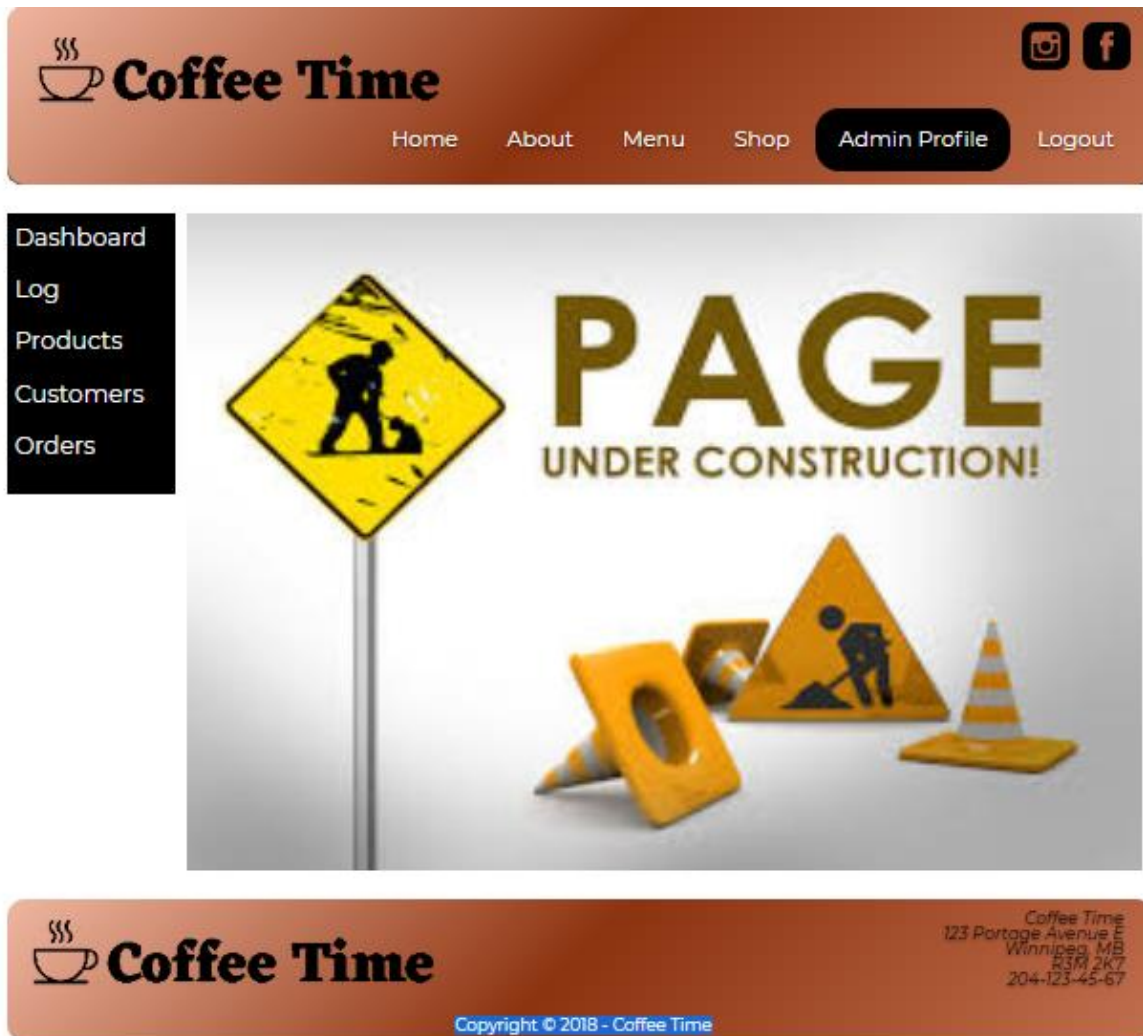 Coffee Time
Home About Menu Shop Admin Profile Logout
Dashboard
Log
Products
Customers
Orders
PAGE
UNDER CONSTRUCTION!
Coffee Time
Coffee Time
123 Portage Avenue E
Winnipeg, MB
R3M 2K7
204-123-45-67
Copyright © 2018 - Coffee Time